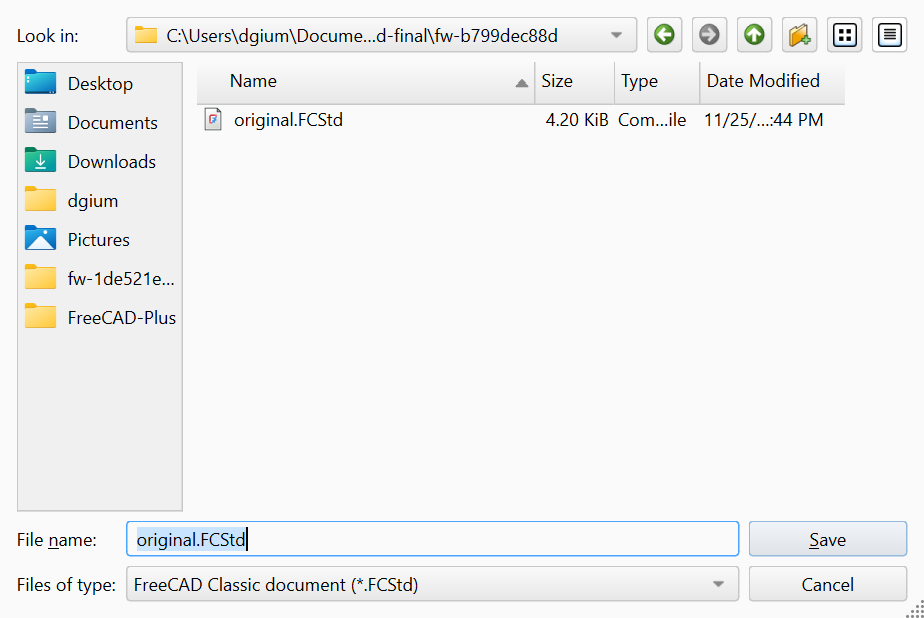 Look in: C:\Users\dgium\Docume...d-final\fw-b799dec88d
Desktop
Documents
Downloads
dgium
Pictures
fw-1de521e...
FreeCAD-Plus
Name Size Type Date Modified
original.FCStd 4.20 KiB Com...ile 11/25/...:44 PM
File name: original.FCStd Save
Files of type: FreeCAD Classic document (*.FCStd) Cancel